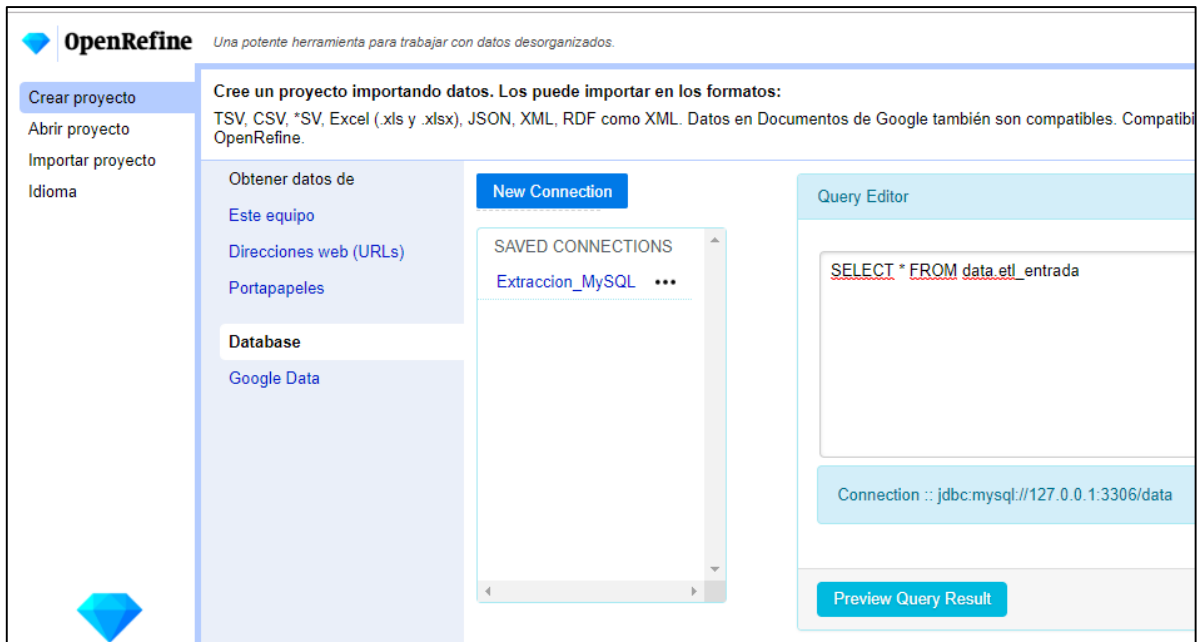 OpenRefine Una potente herramienta para trabajar con datos desorganizados.
Crear proyecto
Abrir proyecto
Importar proyecto
Idioma
Cree un proyecto importando datos. Los puede importar en los formatos:
TSV, CSV, *SV, Excel (.xls y .xlsx), JSON, XML, RDF como XML. Datos en Documentos de Google también son compatibles. Compatibi
OpenRefine.
Obtener datos de
Este equipo
Direcciones web (URLs)
Portapapeles
Database
Google Data
New Connection
SAVED CONNECTIONS
Extraccion_MySQL •••
Query Editor
SELECT * FROM data.etl_entrada
Connection :: jdbc:mysql://127.0.0.1:3306/data
Preview Query Result